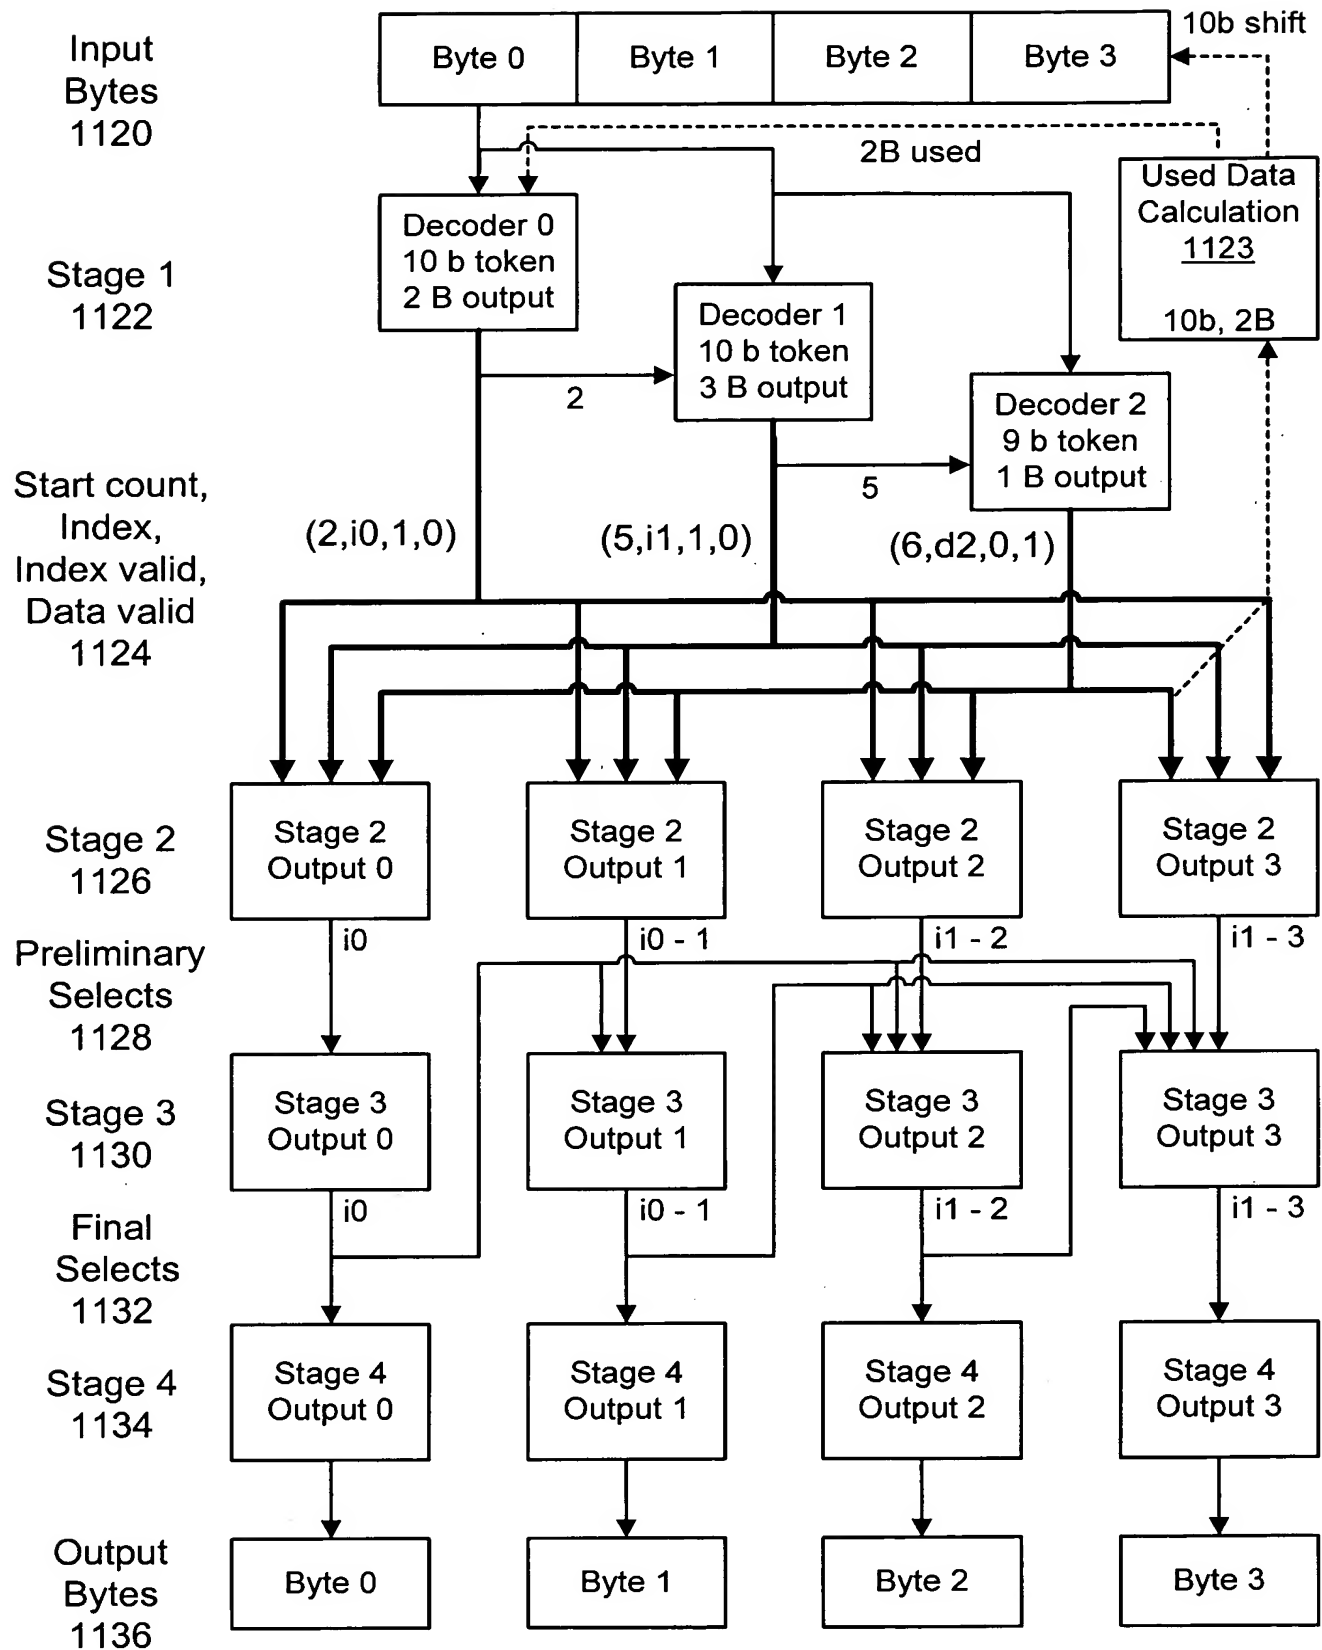 10b shift
Input
Bytes
1120
Byte 0
Byte 1
Byte 2
Byte 3
2B used
Used Data
Calculation
1123
10b, 2B
Stage 1
1122
Decoder 0
10 b token
2 B output
Decoder 1
10 b token
3 B output
Decoder 2
9 b token
1 B output
2
5
Start count,
Index,
Index valid,
Data valid
1124
(2,i0,1,0)
(5,i1,1,0)
(6,d2,0,1)
Stage 2
1126
Stage 2
Output 0
Stage 2
Output 1
Stage 2
Output 2
Stage 2
Output 3
i0
i0 - 1
i1 - 2
i1 - 3
Preliminary
Selects
1128
Stage 3
1130
Stage 3
Output 0
Stage 3
Output 1
Stage 3
Output 2
Stage 3
Output 3
i0
i0 - 1
i1 - 2
i1 - 3
Final
Selects
1132
Stage 4
1134
Stage 4
Output 0
Stage 4
Output 1
Stage 4
Output 2
Stage 4
Output 3
Output
Bytes
1136
Byte 0
Byte 1
Byte 2
Byte 3